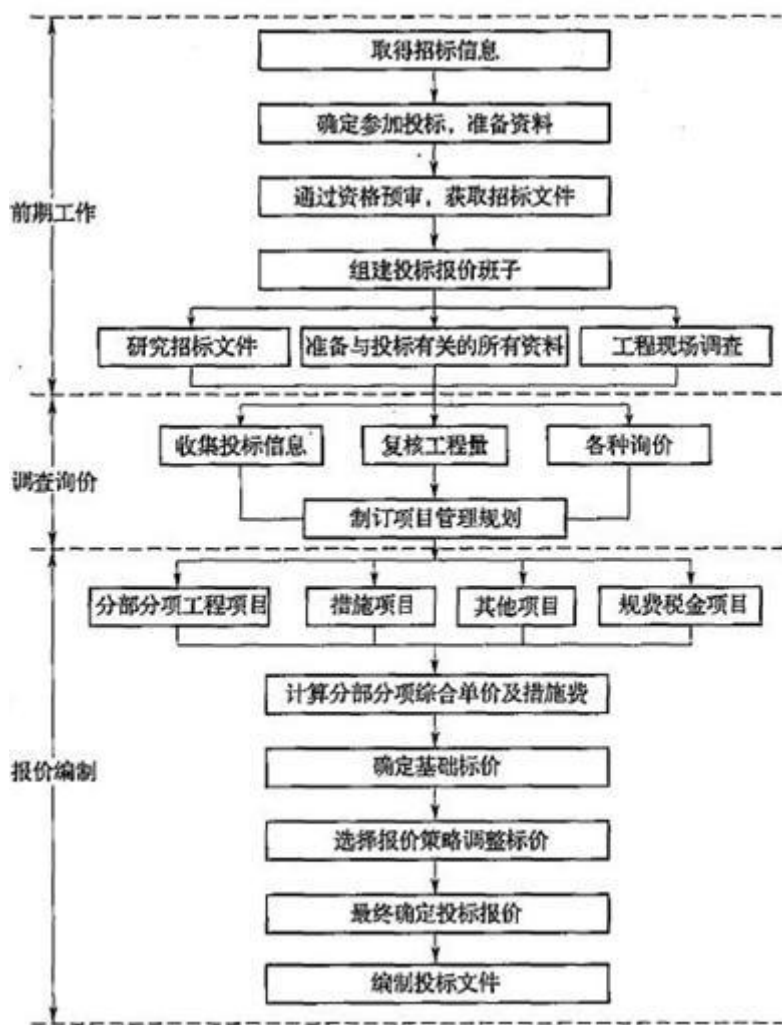 取得招标信息
确定参加投标，准备资料
通过资格预审，获取招标文件
前期工作
组建投标报价班子
研究招标文件
准备与投标有关的所有资料
工程现场调查
收集投标信息
复核工程量
各种询价
调查询价
制订项目管理规划
分部分项工程项目
措施项目
其他项目
规费税金项目
计算分部分项综合单价及措施费
报价编制
确定基础标价
选择报价策略调整标价
最终确定投标报价
编制投标文件